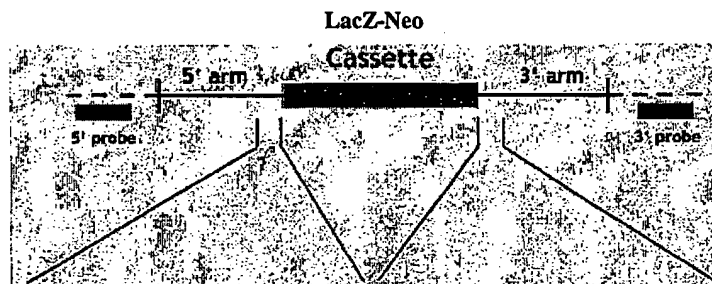 LacZ-Neo
Cassette
5' arm
3' arm
5' probe
3' probe